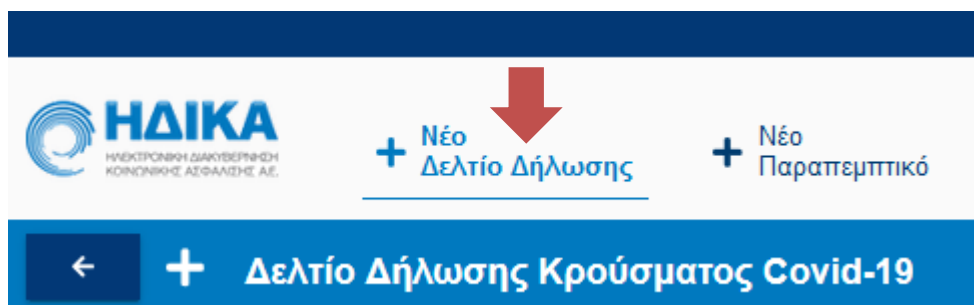 ΗΔΙΚΑ
ΗΛΕΚΤΡΟΝΙΚΗ ΔΙΑΚΥΒΕΡΝΗΣΗ
ΚΟΙΝΩΝΙΚΗΣ ΑΣΦΑΛΙΣΗΣ Α.Ε.
+ Νέο
Δελτίο Δήλωσης
+ Νέο
Παραπεμπτικό
← + Δελτίο Δήλωσης Κρούσματος Covid-19